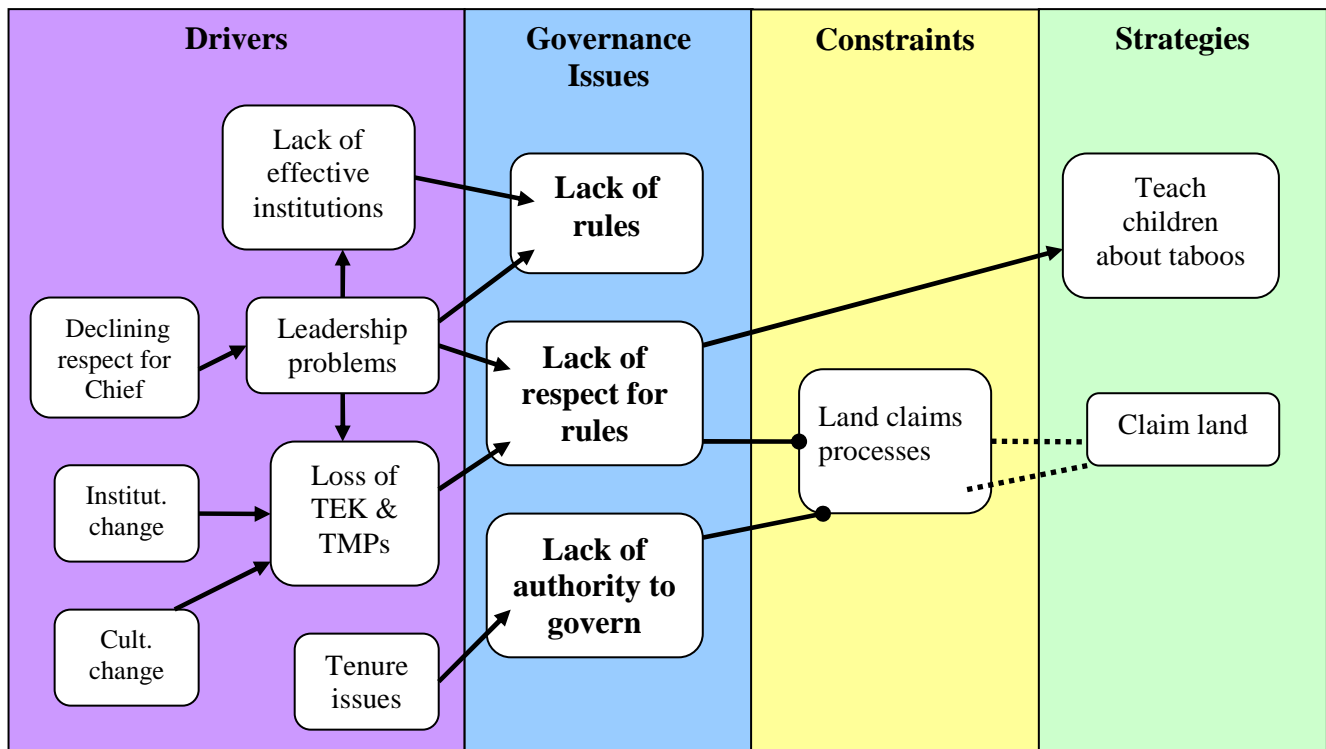 Drivers
Governance
Issues
Constraints
Strategies
Lack of
effective
institutions
Declining
respect for
Chief
Leadership
problems
Institut.
change
Loss of
TEK &
TMPs
Cult.
change
Tenure
issues
Lack of
rules
Lack of
respect for
rules
Lack of
authority to
govern
Land claims
processes
Teach
children
about taboos
Claim land